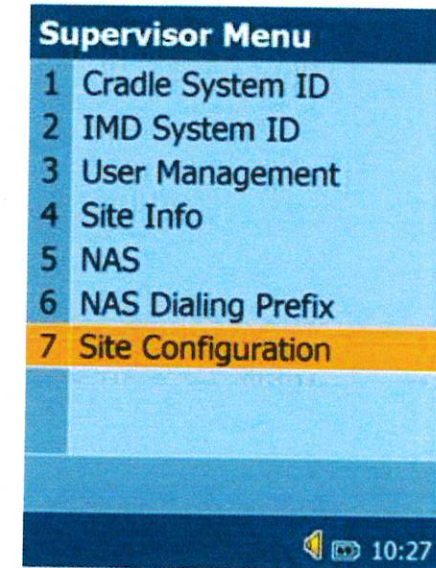 Supervisor Menu
1 Cradle System ID
2 IMD System ID
3 User Management
4 Site Info
5 NAS
6 NAS Dialing Prefix
7 Site Configuration
10:27